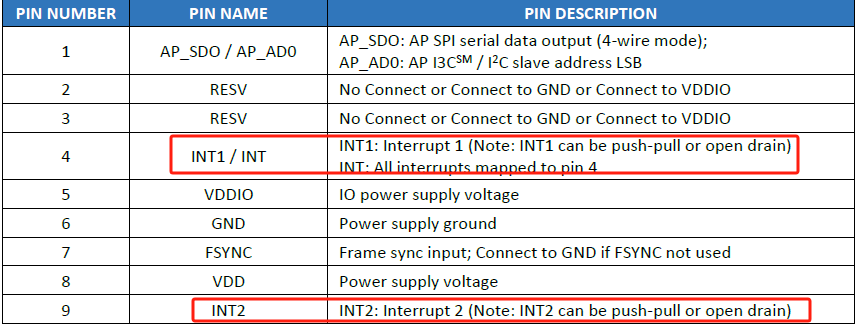 PIN NUMBER PIN NAME PIN DESCRIPTION
1 AP_SDO / AP_AD0 AP_SDO: AP SPI serial data output (4-wire mode);
AP_AD0: AP I3Cˢᴹ / I²C slave address LSB
2 RESV No Connect or Connect to GND or Connect to VDDIO
3 RESV No Connect or Connect to GND or Connect to VDDIO
4 INT1 / INT INT1: Interrupt 1 (Note: INT1 can be push-pull or open drain)
INT: All interrupts mapped to pin 4
5 VDDIO IO power supply voltage
6 GND Power supply ground
7 FSYNC Frame sync input; Connect to GND if FSYNC not used
8 VDD Power supply voltage
9 INT2 INT2: Interrupt 2 (Note: INT2 can be push-pull or open drain)